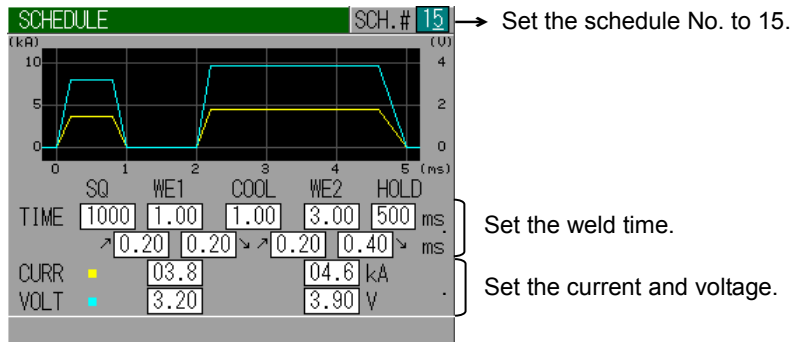 SCHEDULE SCH.# 15 → Set the schedule No. to 15.
(kA) (V)
10 4
5 2
0 0
0 1 2 3 4 5 (ms)
SQ WE1 COOL WE2 HOLD
TIME 1000 1.00 1.00 3.00 500 ms
↗ 0.20 0.20 ↘ ↗ 0.20 0.40 ↘ ms
Set the weld time.
CURR 03.8 04.6 kA
VOLT 3.20 3.90 V
Set the current and voltage.